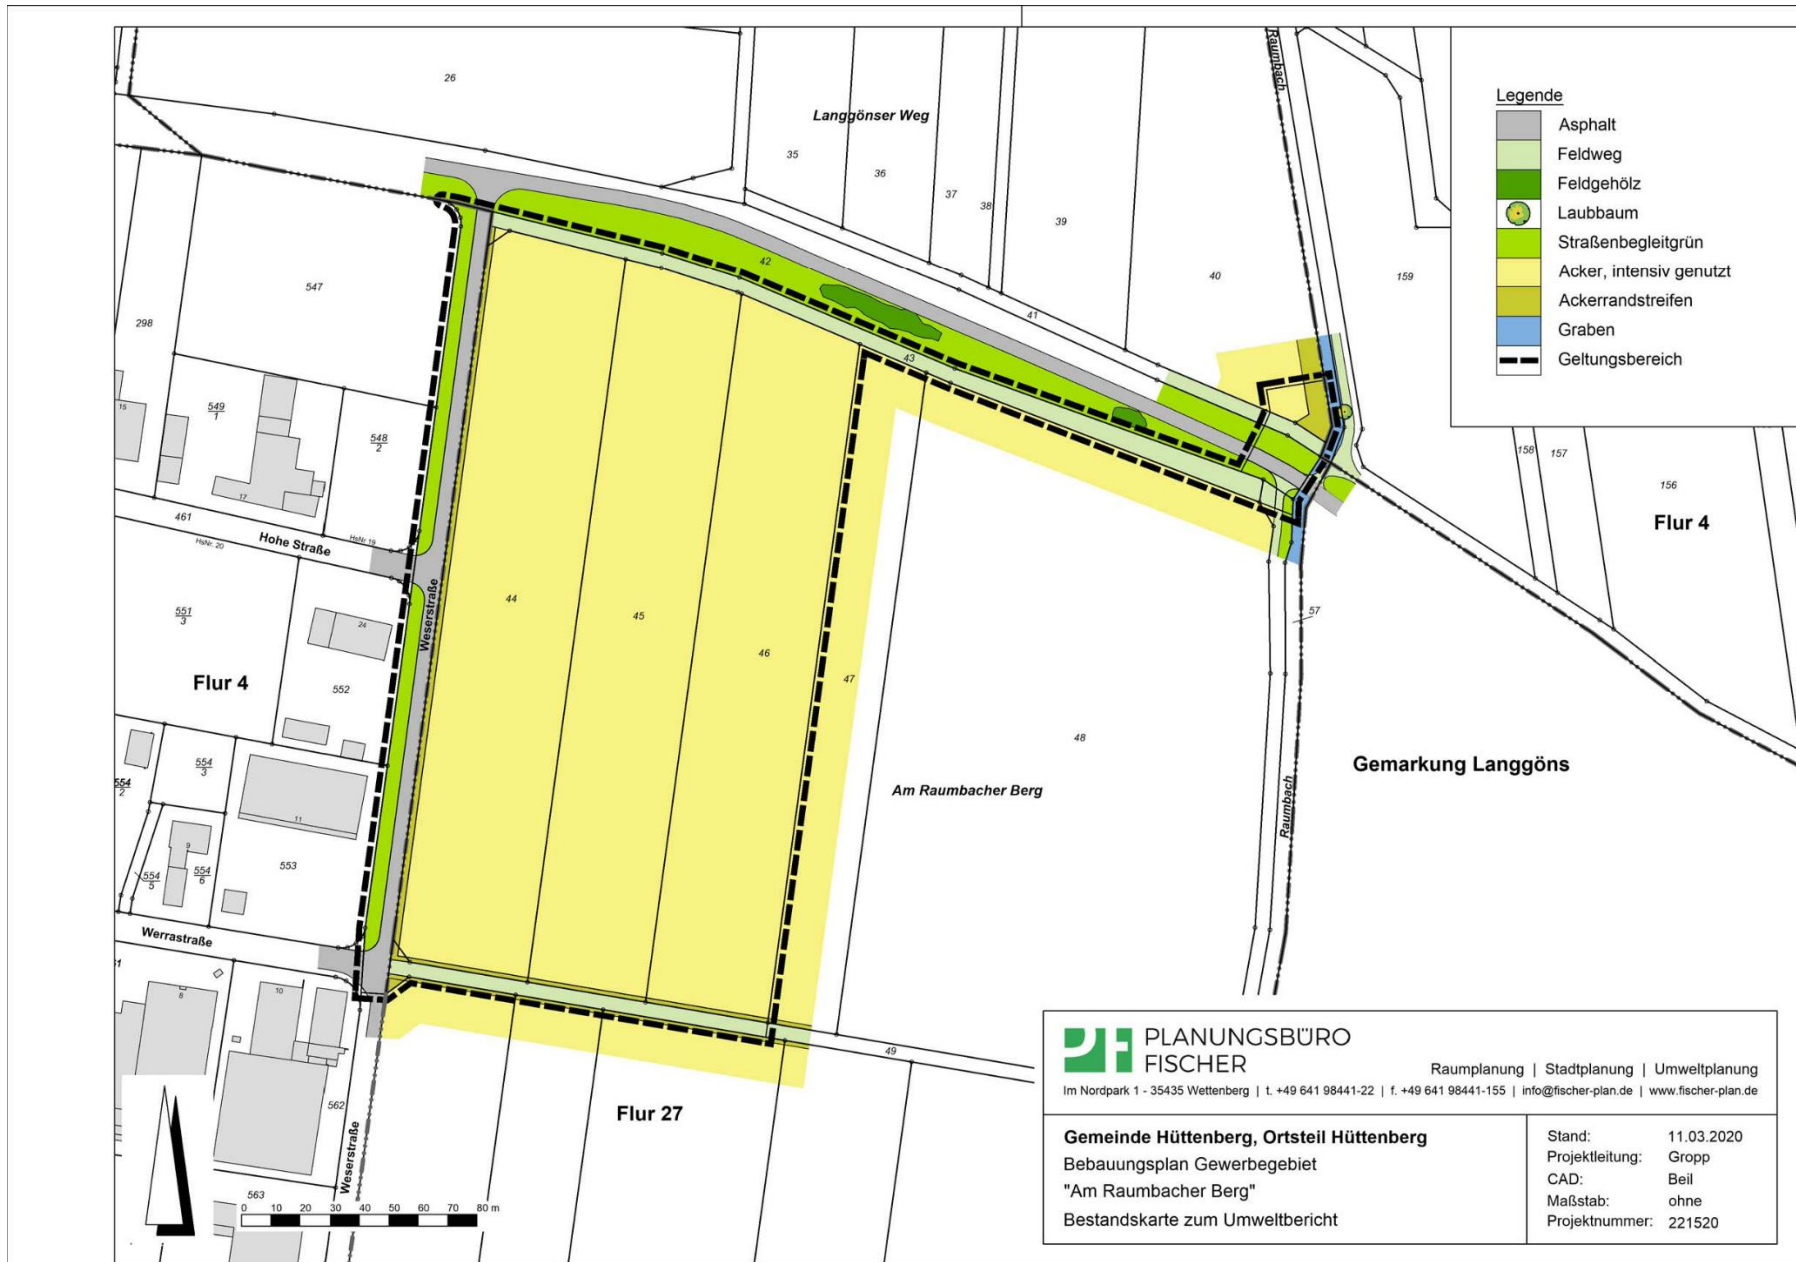 26
Langgönser Weg
35
36
37
38
39
40
41
42
43
Raumbach
159
Legende
Asphalt
Feldweg
Feldgehölz
Laubbaum
Straßenbegleitgrün
Acker, intensiv genutzt
Ackerrandstreifen
Graben
Geltungsbereich
547
298
15
549
1
548
2
17
461
Hohe Straße
HsNr. 19
HsNr. 20
Weserstraße
44
45
46
47
48
57
158
157
156
Flur 4
551
3
24
552
Flur 4
554
3
554
2
11
9
554
5
554
6
553
Am Raumbacher Berg
Gemarkung Langgöns
Raumbach
Werrastraße
8
10
562
Weserstraße
49
Flur 27
563
0 10 20 30 40 50 60 70 80 m
PLANUNGSBÜRO
FISCHER
Raumplanung | Stadtplanung | Umweltplanung
Im Nordpark 1 - 35435 Wettenberg | t. +49 641 98441-22 | f. +49 641 98441-155 | info@fischer-plan.de | www.fischer-plan.de
Gemeinde Hüttenberg, Ortsteil Hüttenberg
Bebauungsplan Gewerbegebiet
"Am Raumbacher Berg"
Bestandskarte zum Umweltbericht
Stand: 11.03.2020
Projektleitung: Gropp
CAD: Beil
Maßstab: ohne
Projektnummer: 221520